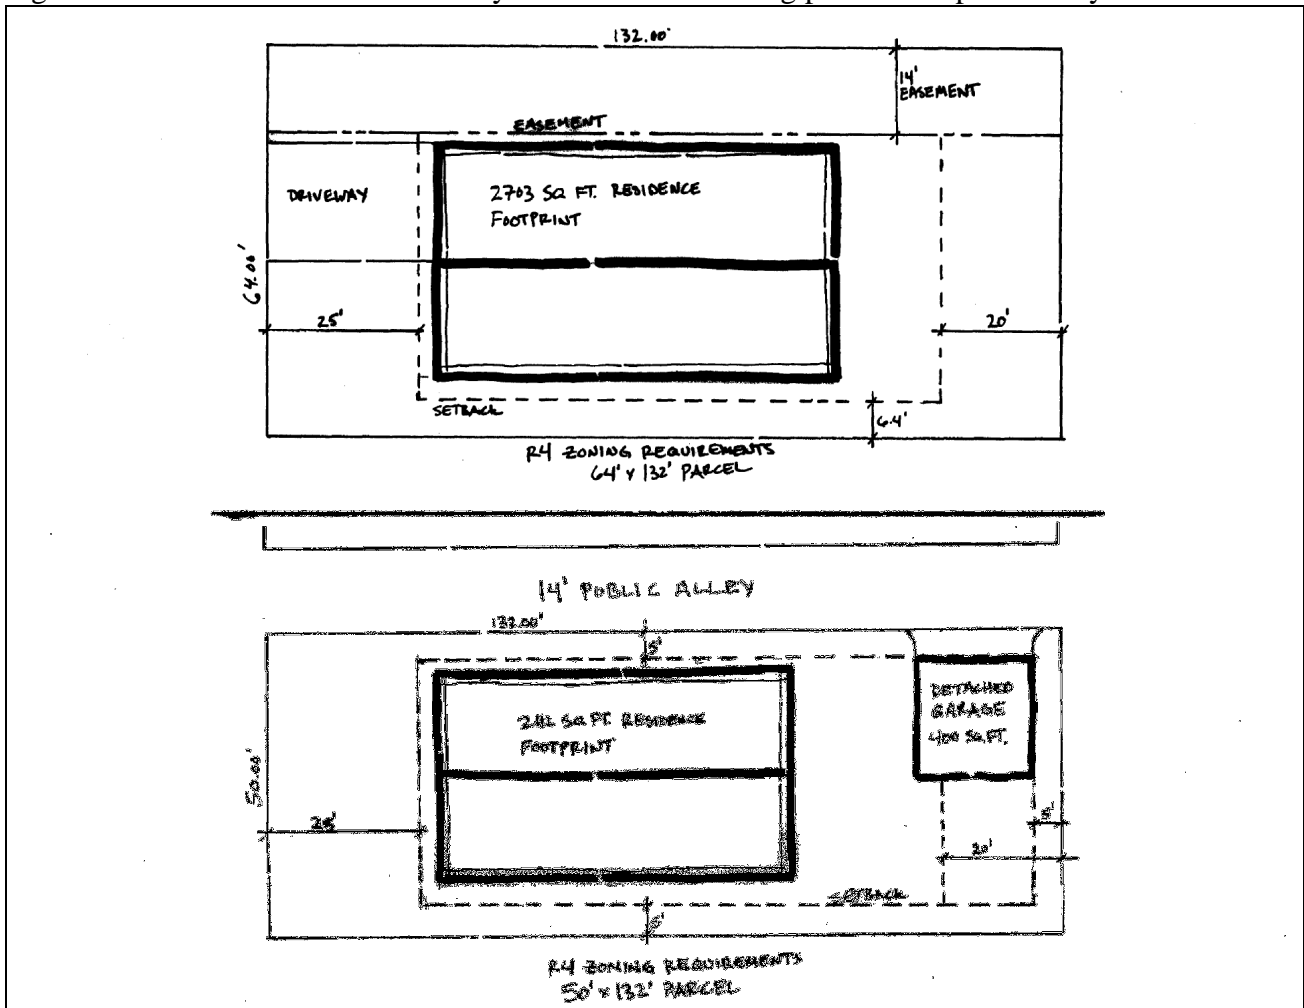 132.00'
14'
EASEMENT
EASEMENT
DRIVEWAY
2703 SQ FT. RESIDENCE
FOOTPRINT
64.00'
25'
20'
SETBACK
6.4'
R4 ZONING REQUIREMENTS
64' x 132' PARCEL
14' PUBLIC ALLEY
132.00'
5'
DETACHED
GARAGE
400 SQ.FT.
SQ FT. RESIDENCE
FOOTPRINT
50.00'
25'
5'
20'
SETBACK
5'
R4 ZONING REQUIREMENTS
50' x 132' PARCEL